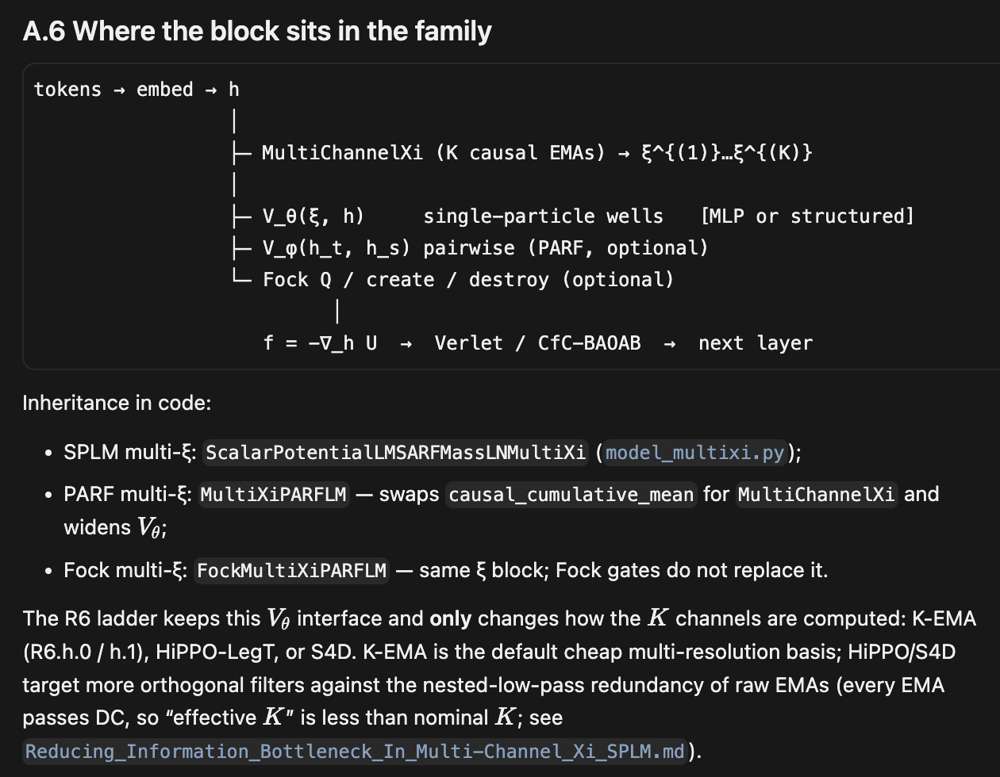 A.6 Where the block sits in the family
tokens → embed → h
│
├─ MultiChannelXi (K causal EMAs) → ξ^{(1)}…ξ^{(K)}
│
├─ V_θ(ξ, h)     single-particle wells   [MLP or structured]
├─ V_φ(h_t, h_s) pairwise (PARF, optional)
└─ Fock Q / create / destroy (optional)
│
f = −∇_h U  →  Verlet / CfC-BAOAB  →  next layer
Inheritance in code:
• SPLM multi-ξ: ScalarPotentialLMSARFMassLNMultiXi (model_multixi.py);
• PARF multi-ξ: MultiXiPARFLM — swaps causal_cumulative_mean for MultiChannelXi and
widens V_θ;
• Fock multi-ξ: FockMultiXiPARFLM — same ξ block; Fock gates do not replace it.
The R6 ladder keeps this V_θ interface and only changes how the K channels are computed: K-EMA
(R6.h.0 / h.1), HiPPO-LegT, or S4D. K-EMA is the default cheap multi-resolution basis; HiPPO/S4D
target more orthogonal filters against the nested-low-pass redundancy of raw EMAs (every EMA
passes DC, so “effective K” is less than nominal K; see
Reducing_Information_Bottleneck_In_Multi-Channel_Xi_SPLM.md).